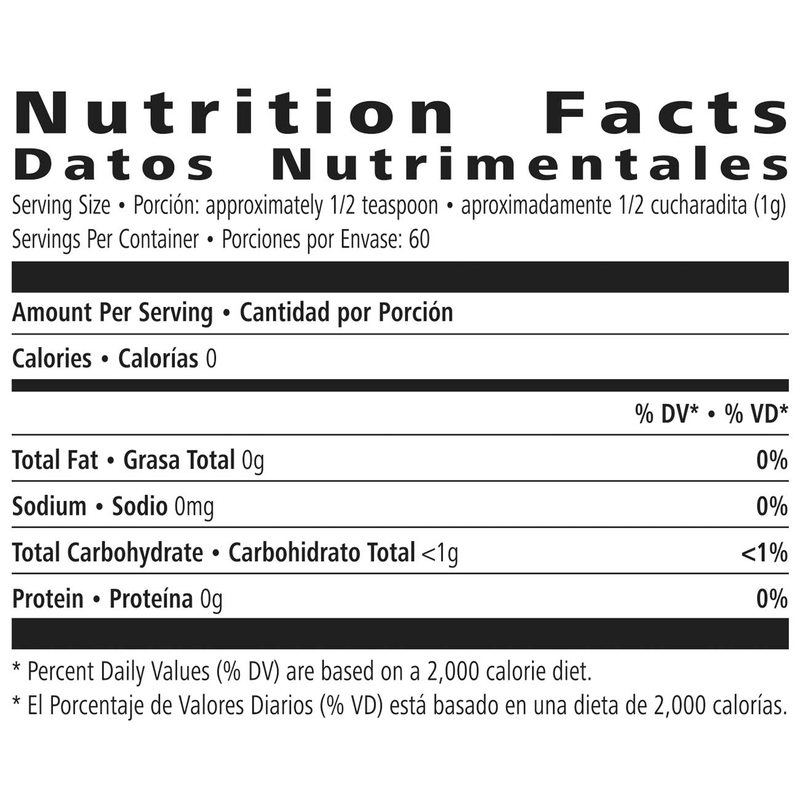 Nutrition Facts
Datos Nutrimentales
Serving Size • Porción: approximately 1/2 teaspoon • aproximadamente 1/2 cucharadita (1g)
Servings Per Container • Porciones por Envase: 60
Amount Per Serving • Cantidad por Porción
Calories • Calorías 0
% DV* • % VD*
Total Fat • Grasa Total 0g 0%
Sodium • Sodio 0mg 0%
Total Carbohydrate • Carbohidrato Total <1g <1%
Protein • Proteína 0g 0%
* Percent Daily Values (% DV) are based on a 2,000 calorie diet.
* El Porcentaje de Valores Diarios (% VD) está basado en una dieta de 2,000 calorías.